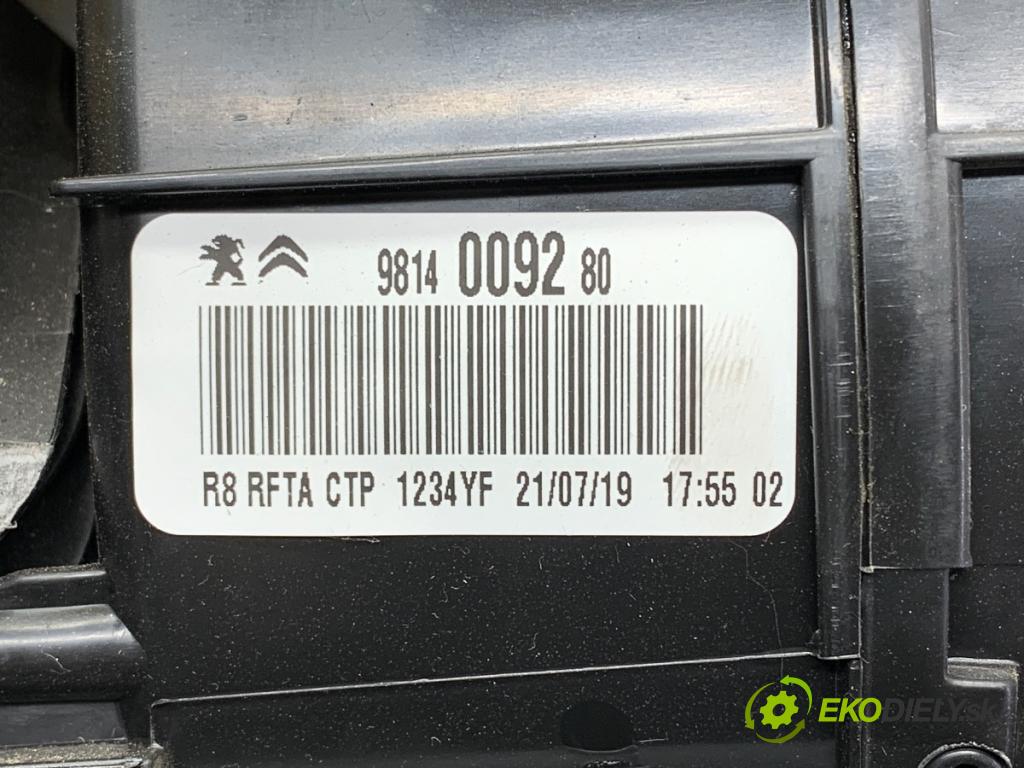 9814 0092 80
R8 RFTA CTP 1234YF 21/07/19 17:55 02
EKODIELY.sk